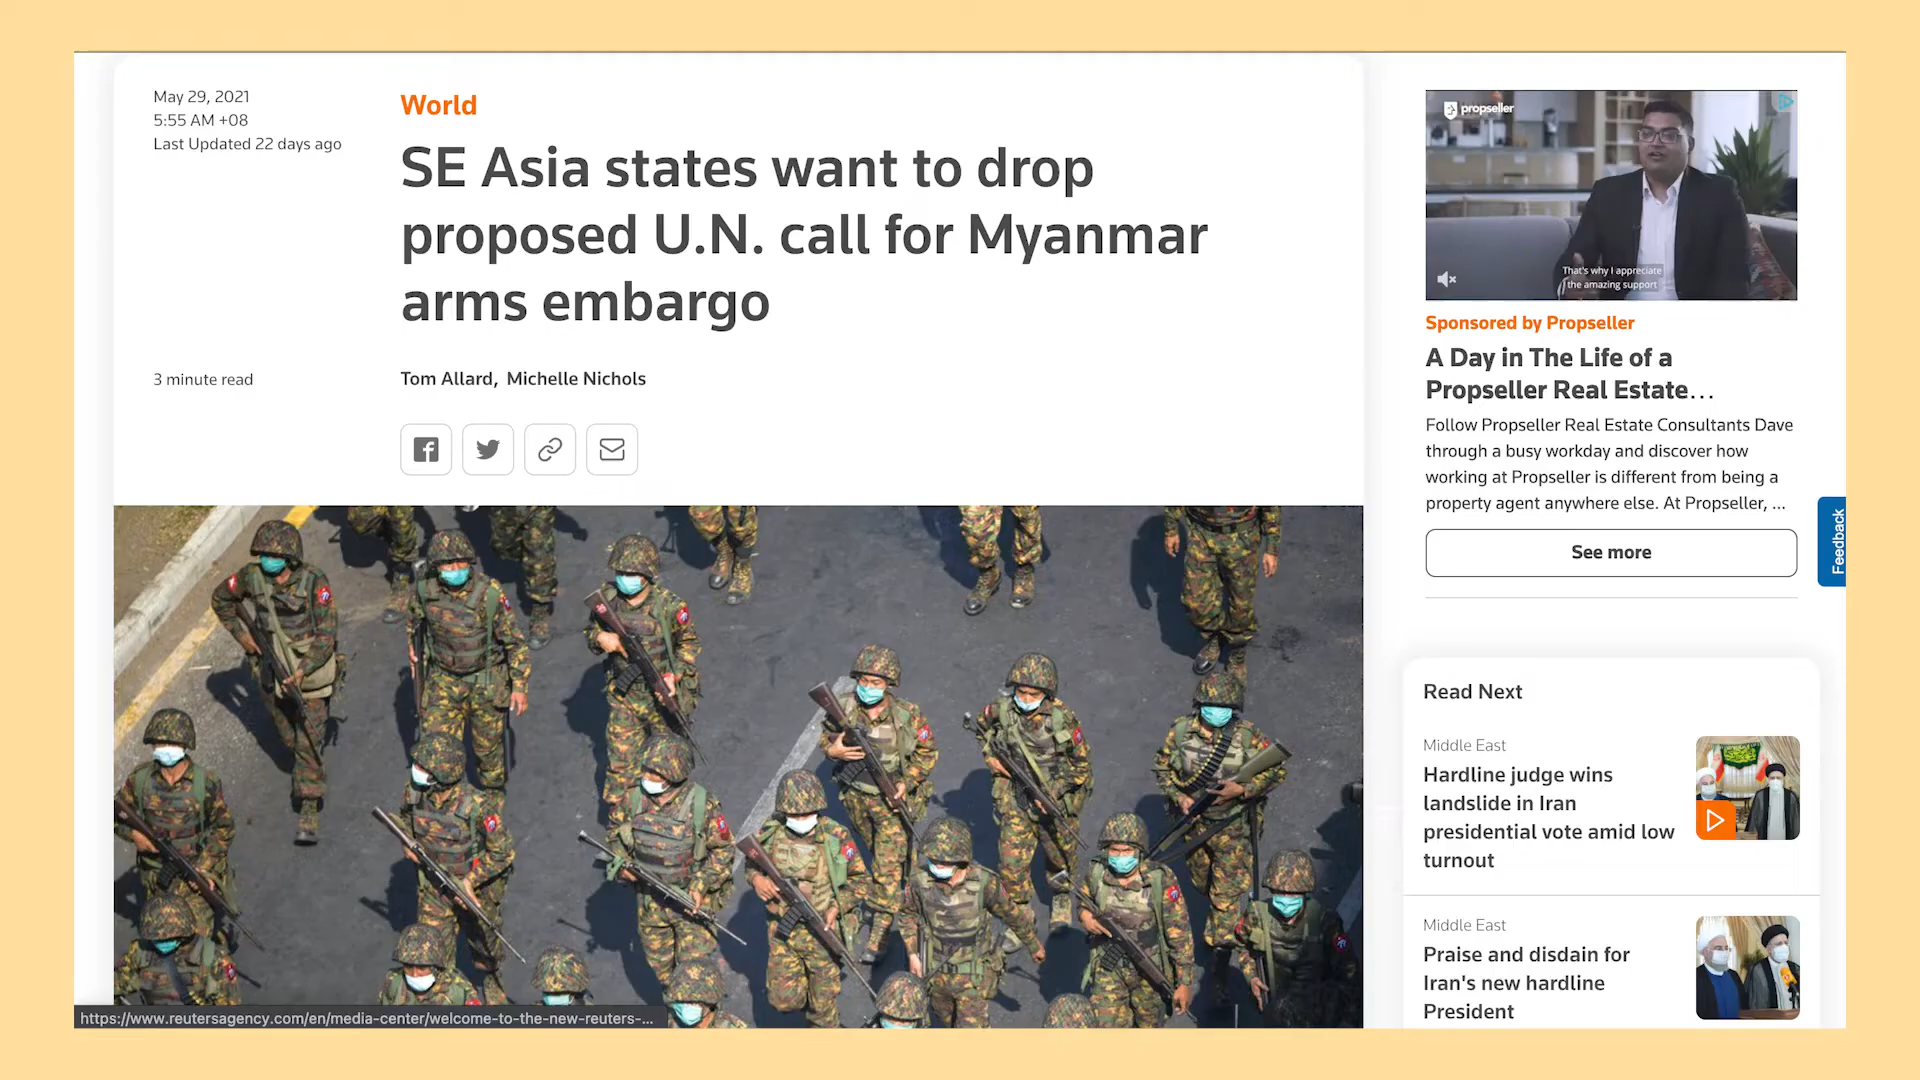 May 29, 2021
5:55 AM +08
Last Updated 22 days ago
World
SE Asia states want to drop
proposed U.N. call for Myanmar
arms embargo
3 minute read
Tom Allard, Michelle Nichols
propseller
That's why I appreciate
the amazing support
Sponsored by Propseller
A Day in The Life of a
Propseller Real Estate...
Follow Propseller Real Estate Consultants Dave
through a busy workday and discover how
working at Propseller is different from being a
property agent anywhere else. At Propseller, ...
See more
Feedback
Read Next
Middle East
Hardline judge wins
landslide in Iran
presidential vote amid low
turnout
Middle East
Praise and disdain for
Iran's new hardline
President
https://www.reutersagency.com/en/media-center/welcome-to-the-new-reuters-...